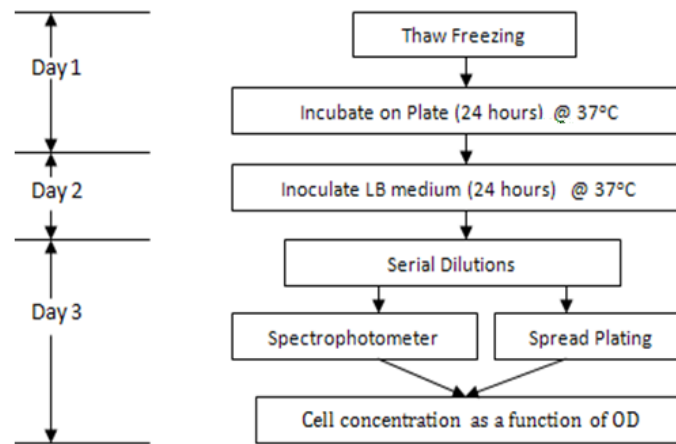 Thaw Freezing
Day 1
Incubate on Plate (24 hours) @ 37°C
Day 2
Inoculate LB medium (24 hours) @ 37°C
Serial Dilutions
Day 3
Spectrophotometer
Spread Plating
Cell concentration as a function of OD